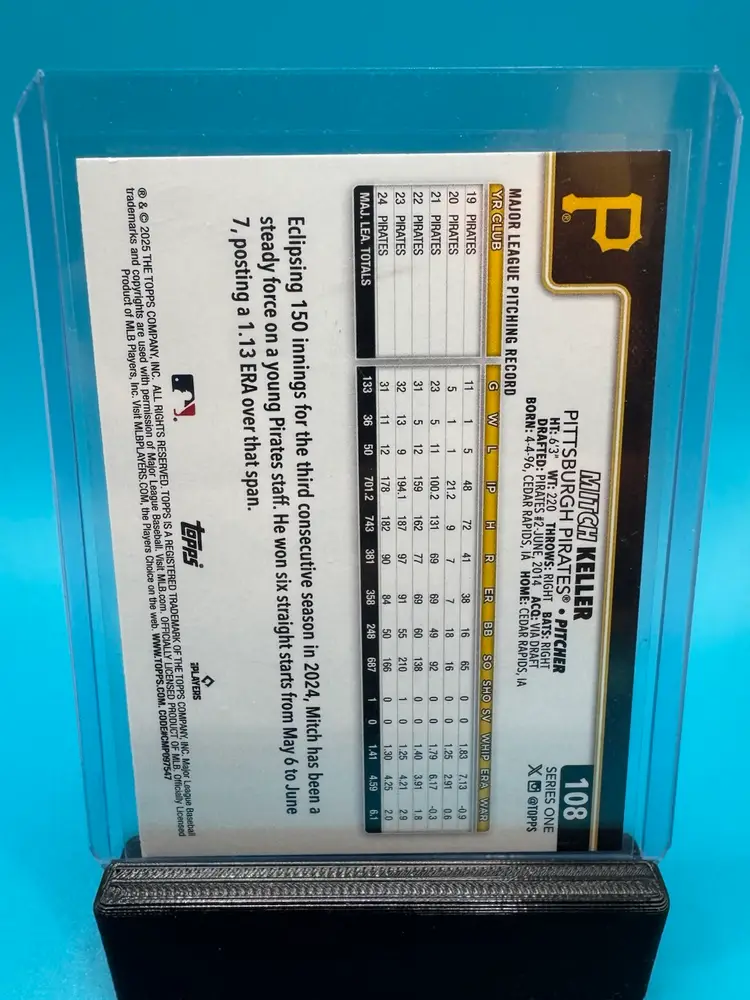 P®
108
SERIES ONE
@TOPPS
MITCH KELLER
PITTSBURGH PIRATES® • PITCHER
HT: 6'3" WT: 220 THROWS: RIGHT BATS: RIGHT
DRAFTED: PIRATES #2-JUNE, 2014 ACQ: VIA DRAFT
BORN: 4-4-96, CEDAR RAPIDS, IA HOME: CEDAR RAPIDS, IA
MAJOR LEAGUE PITCHING RECORD
YR CLUB G W L IP H R ER BB SO SHO SV WHIP ERA WAR
19 PIRATES 11 1 5 48 72 41 38 16 65 0 0 1.83 7.13 -0.9
20 PIRATES 5 1 1 21.2 9 7 7 18 16 0 0 1.25 2.91 0.6
21 PIRATES 23 5 11 100.2 131 69 69 49 92 0 0 1.79 6.17 -0.3
22 PIRATES 31 5 12 159 162 77 69 60 138 0 0 1.40 3.91 1.8
23 PIRATES 32 13 9 194.1 187 97 91 55 210 1 0 1.25 4.21 2.9
24 PIRATES 31 11 12 178 182 90 84 50 166 0 0 1.30 4.25 2.0
MAJ. LEA. TOTALS 133 36 50 701.2 743 381 358 248 687 1 0 1.41 4.59 6.1
Eclipsing 150 innings for the third consecutive season in 2024, Mitch has been a
steady force on a young Pirates staff. He won six straight starts from May 6 to June
7, posting a 1.13 ERA over that span.
topps
PLAYERS
® & © 2025 THE TOPPS COMPANY, INC. ALL RIGHTS RESERVED. TOPPS IS A REGISTERED TRADEMARK OF THE TOPPS COMPANY, INC. Major League Baseball
trademarks and copyrights are used with permission of Major League Baseball. Visit MLB.com. OFFICIALLY LICENSED PRODUCT OF MLB. Officially Licensed
Product of MLB Players, Inc. Visit MLBPLAYERS.COM, the Players Choice on the web. WWW.TOPPS.COM. CODE#CMP097547